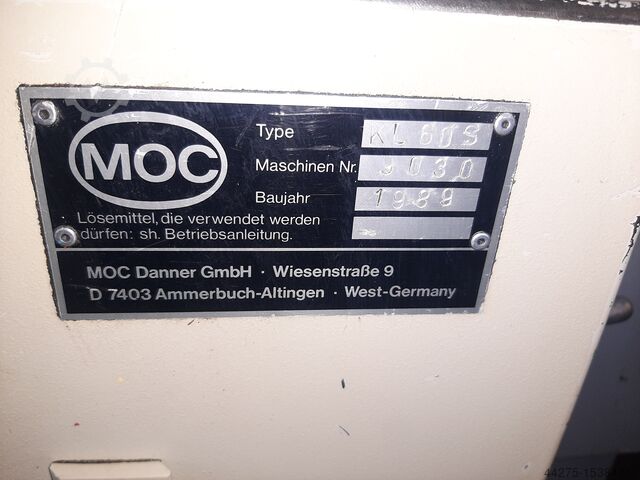 MOC
Type KL 60S
Maschinen Nr. 9030
Baujahr 1989
Lösemittel, die verwendet werden
dürfen: sh. Betriebsanleitung.
MOC Danner GmbH · Wiesenstraße 9
D 7403 Ammerbuch-Altingen · West-Germany